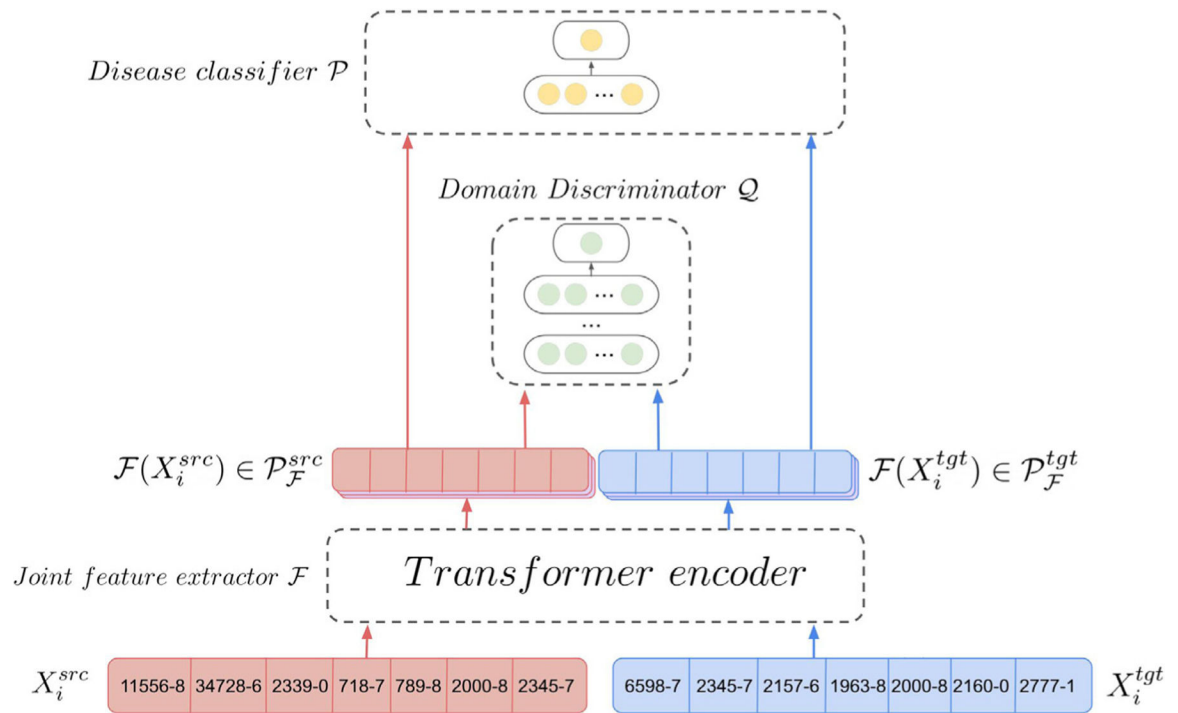 Disease classifier 𝒫
...
Domain Discriminator 𝒬
...
...
...
ℱ(X_i^{src}) ∈ 𝒫_ℱ^{src}
ℱ(X_i^{tgt}) ∈ 𝒫_ℱ^{tgt}
Joint feature extractor ℱ
Transformer encoder
X_i^{src} 11556-8 34728-6 2339-0 718-7 789-8 2000-8 2345-7
6598-7 2345-7 2157-6 1963-8 2000-8 2160-0 2777-1 X_i^{tgt}